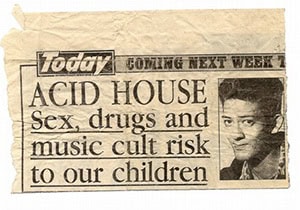 Today COMING NEXT WEEK
ACID HOUSE
Sex, drugs and
music cult risk
to our children